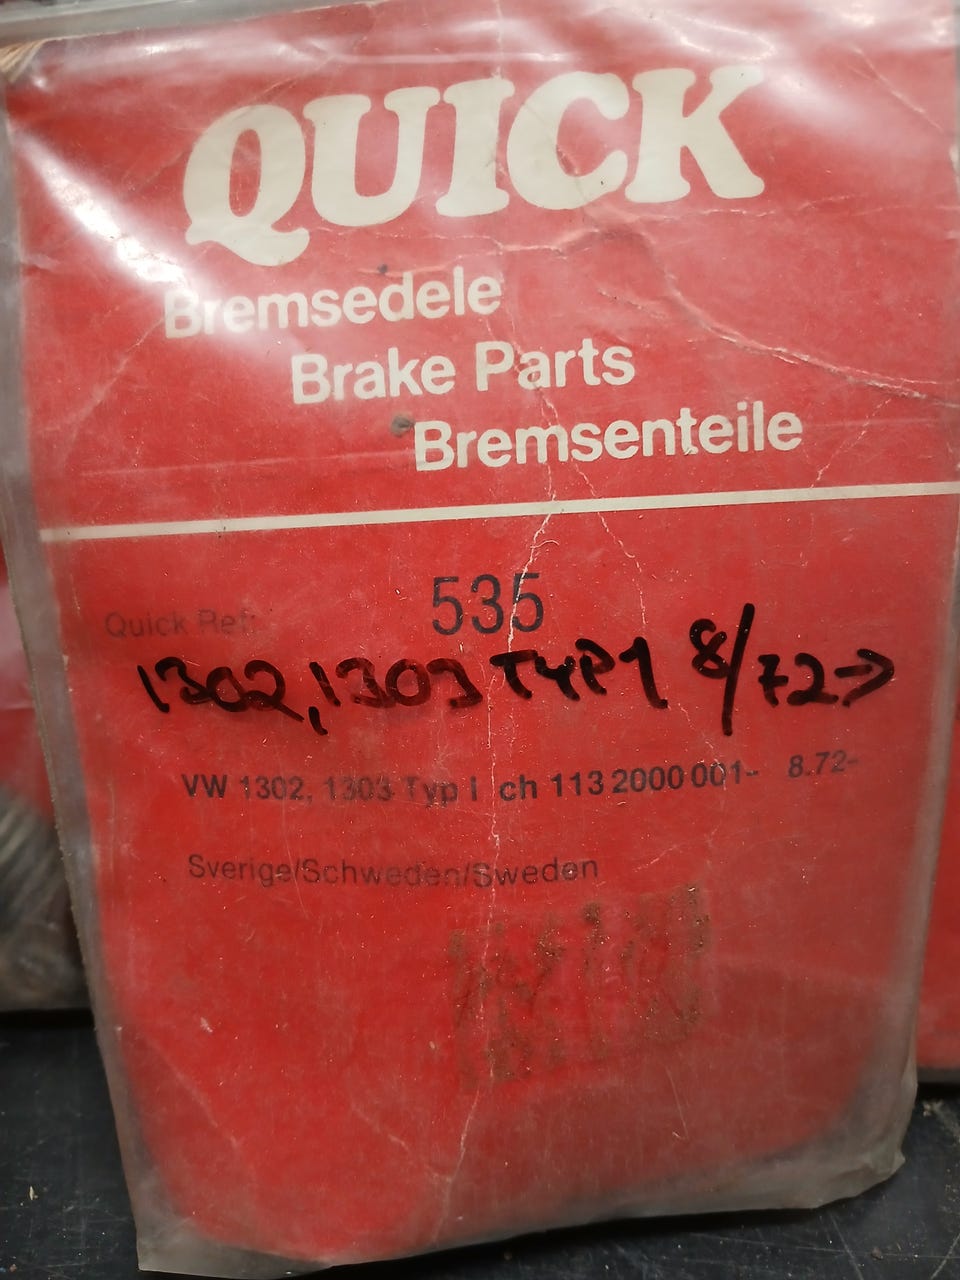 QUICK
Bremsedele
Brake Parts
Bremsenteile
Quick Ref: 535
1302, 1303 TYP1 8/72→
VW 1302, 1303 Typ I ch 113 2000 001- 8.72-
Sverige/Schweden/Sweden